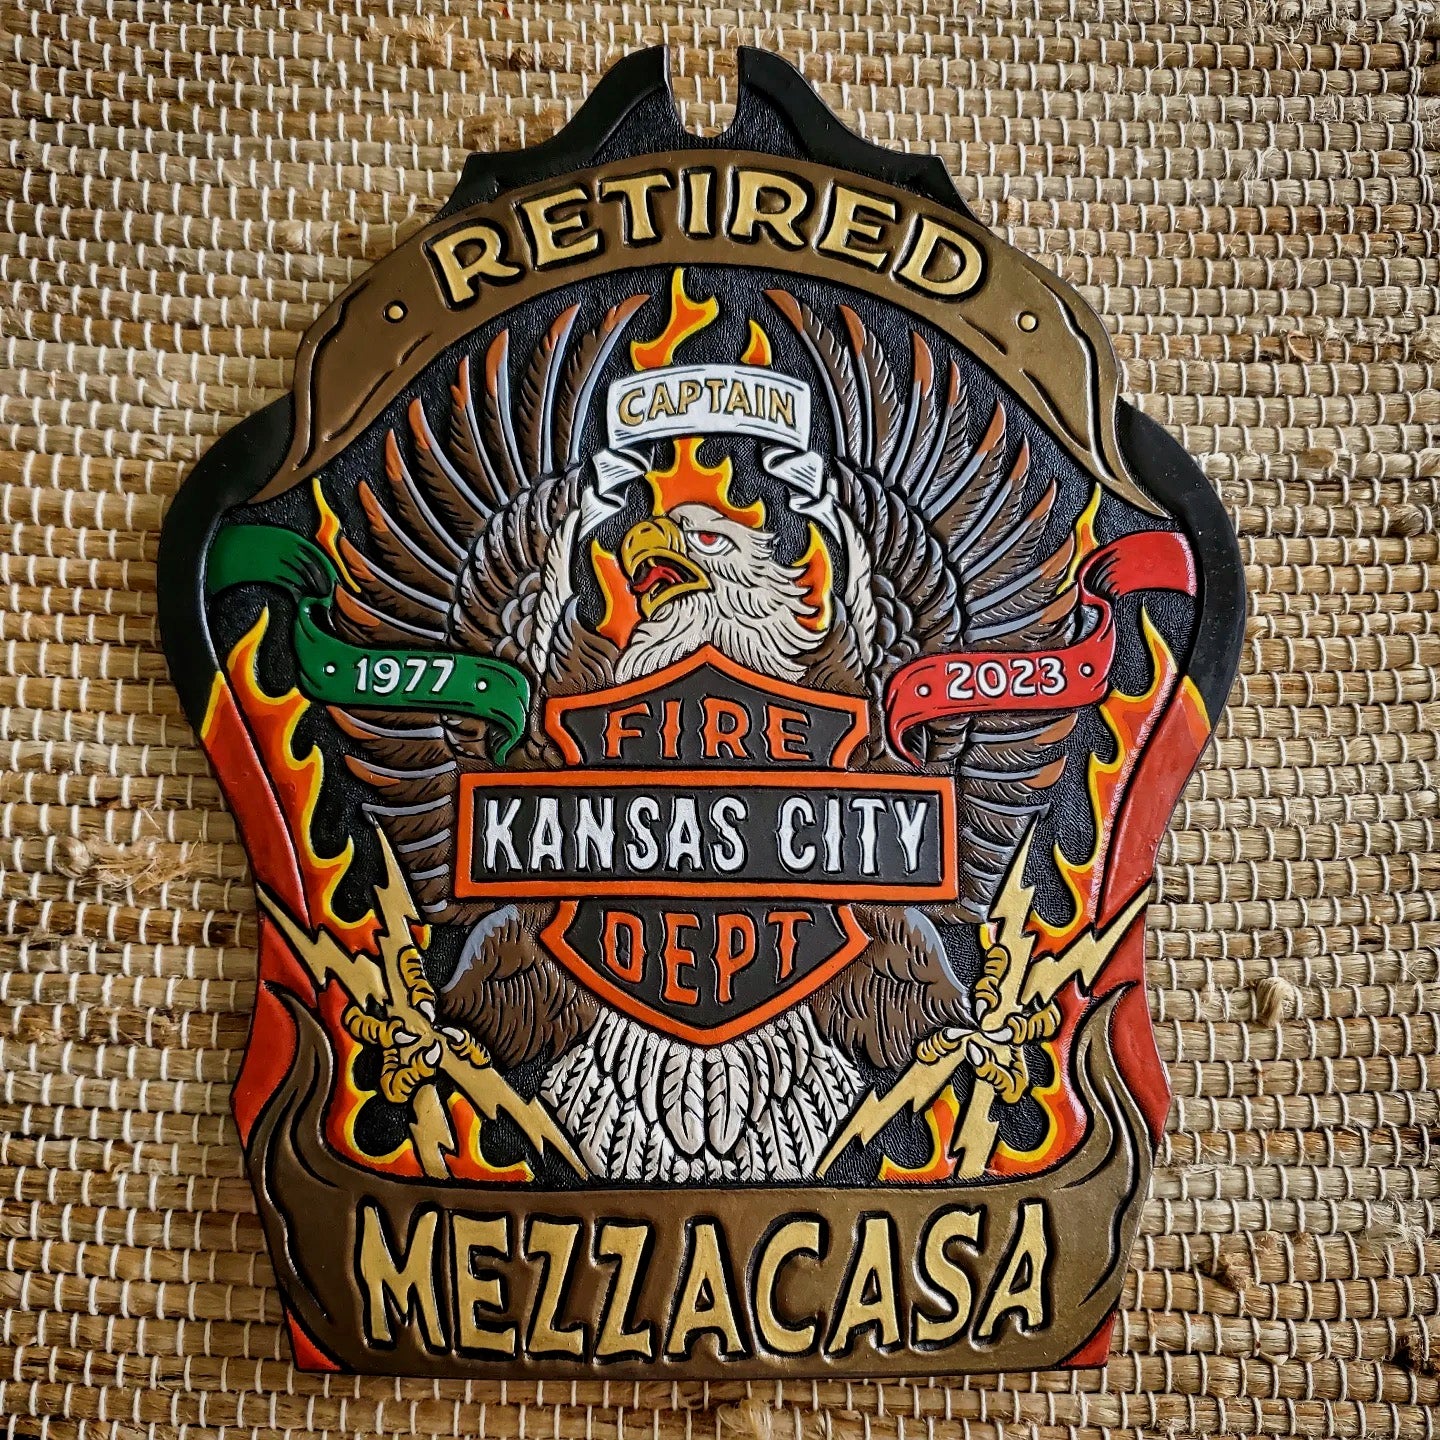 RETIRED
CAPTAIN
1977
2023
FIRE
KANSAS CITY
DEPT
MEZZACASA